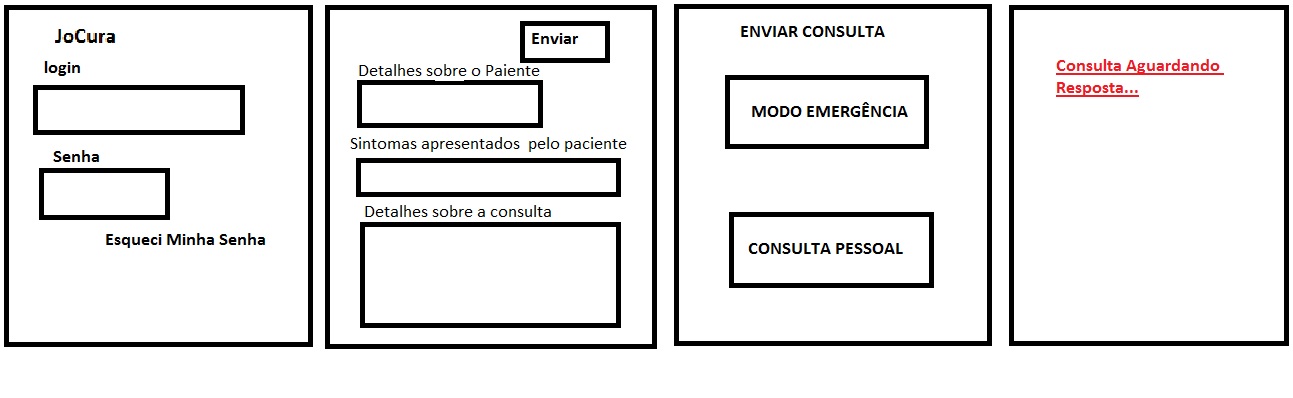 JoCura
login
Senha
Esqueci Minha Senha
Enviar
Detalhes sobre o Paiente
Sintomas apresentados pelo paciente
Detalhes sobre a consulta
ENVIAR CONSULTA
MODO EMERGÊNCIA
CONSULTA PESSOAL
Consulta Aguardando
Resposta...